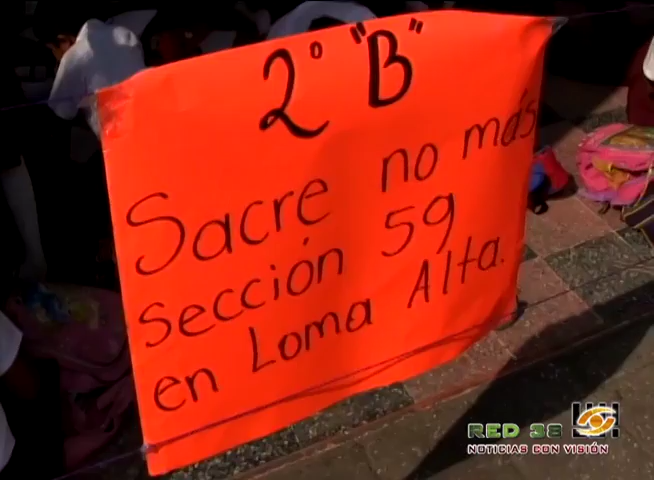 2° "B"
Sacre no más
sección 59
en Loma Alta.
RED 38
NOTICIAS CON VISIÓN